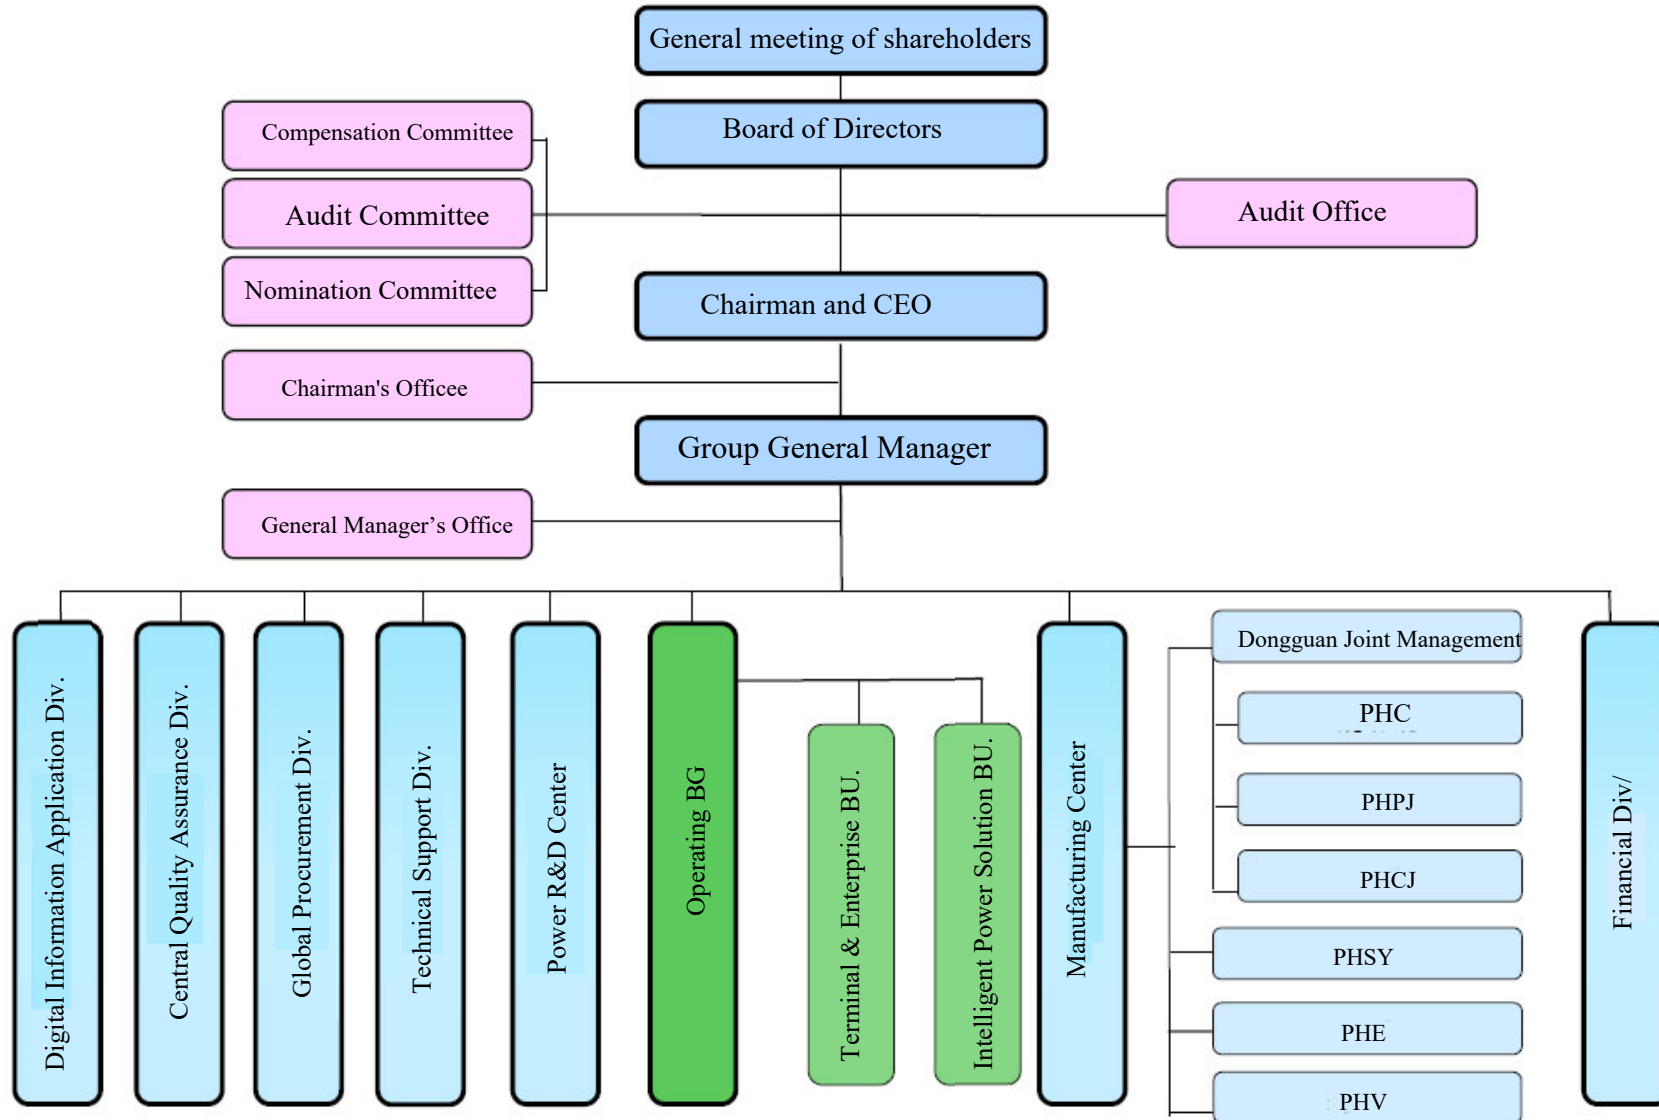 General meeting of shareholders
Board of Directors
Compensation Committee
Audit Committee
Nomination Committee
Audit Office
Chairman and CEO
Chairman's Officee
Group General Manager
General Manager’s Office
Digital Information Application Div.
Central Quality Assurance Div.
Global Procurement Div.
Technical Support Div.
Power R&D Center
Operating BG
Terminal & Enterprise BU.
Intelligent Power Solution BU.
Manufacturing Center
Dongguan Joint Management
PHC
PHPJ
PHCJ
PHSY
PHE
PHV
Financial Div/